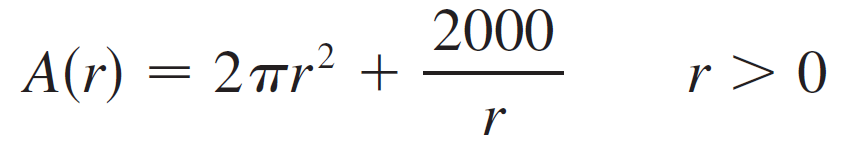 A(r) = 2πr² + 2000/r    r > 0